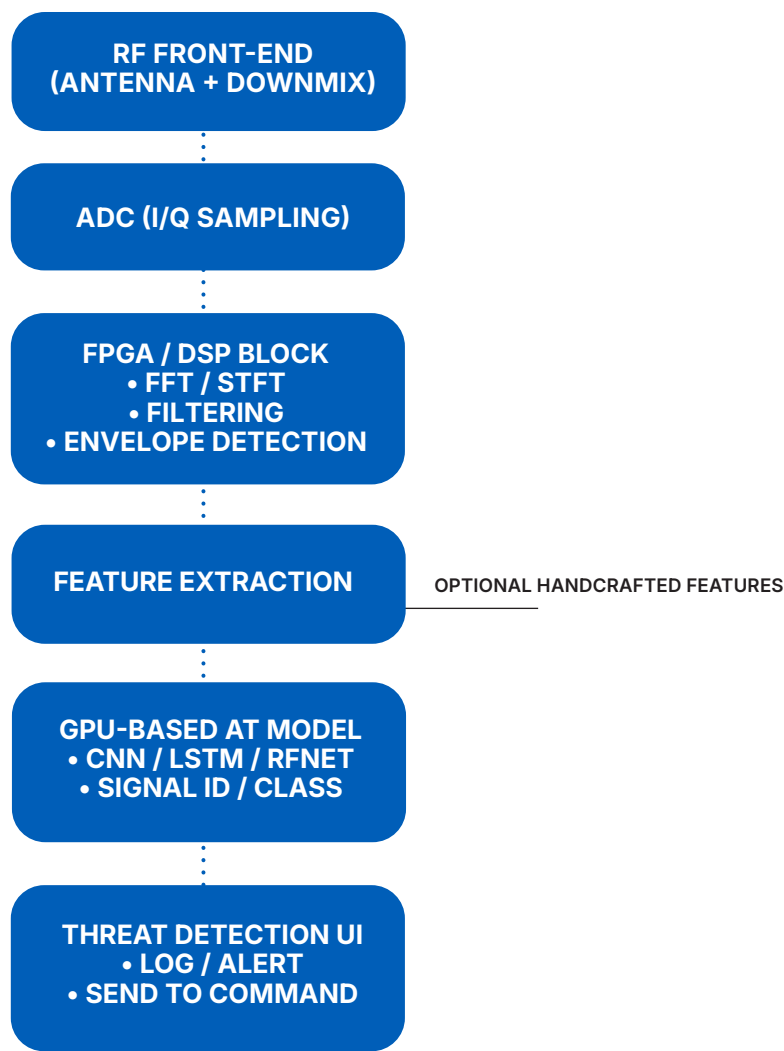 RF FRONT-END
(ANTENNA + DOWNMIX)
ADC (I/Q SAMPLING)
FPGA / DSP BLOCK
• FFT / STFT
• FILTERING
• ENVELOPE DETECTION
FEATURE EXTRACTION
OPTIONAL HANDCRAFTED FEATURES
GPU-BASED AT MODEL
• CNN / LSTM / RFNET
• SIGNAL ID / CLASS
THREAT DETECTION UI
• LOG / ALERT
• SEND TO COMMAND